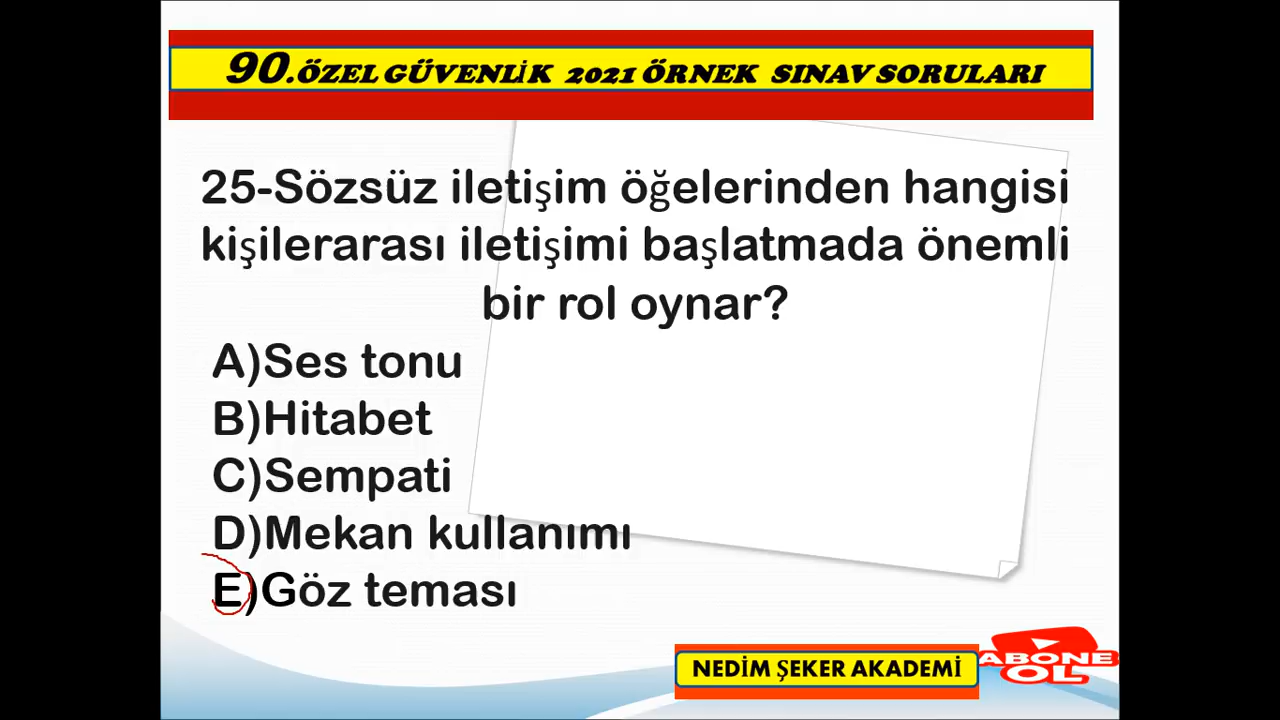 90.ÖZEL GÜVENLİK 2021 ÖRNEK SINAV SORULARI
25-Sözsüz iletişim öğelerinden hangisi
kişilerarası iletişimi başlatmada önemli
bir rol oynar?
A)Ses tonu
B)Hitabet
C)Sempati
D)Mekan kullanımı
E)Göz teması
NEDİM ŞEKER AKADEMİ
ABONE
OL